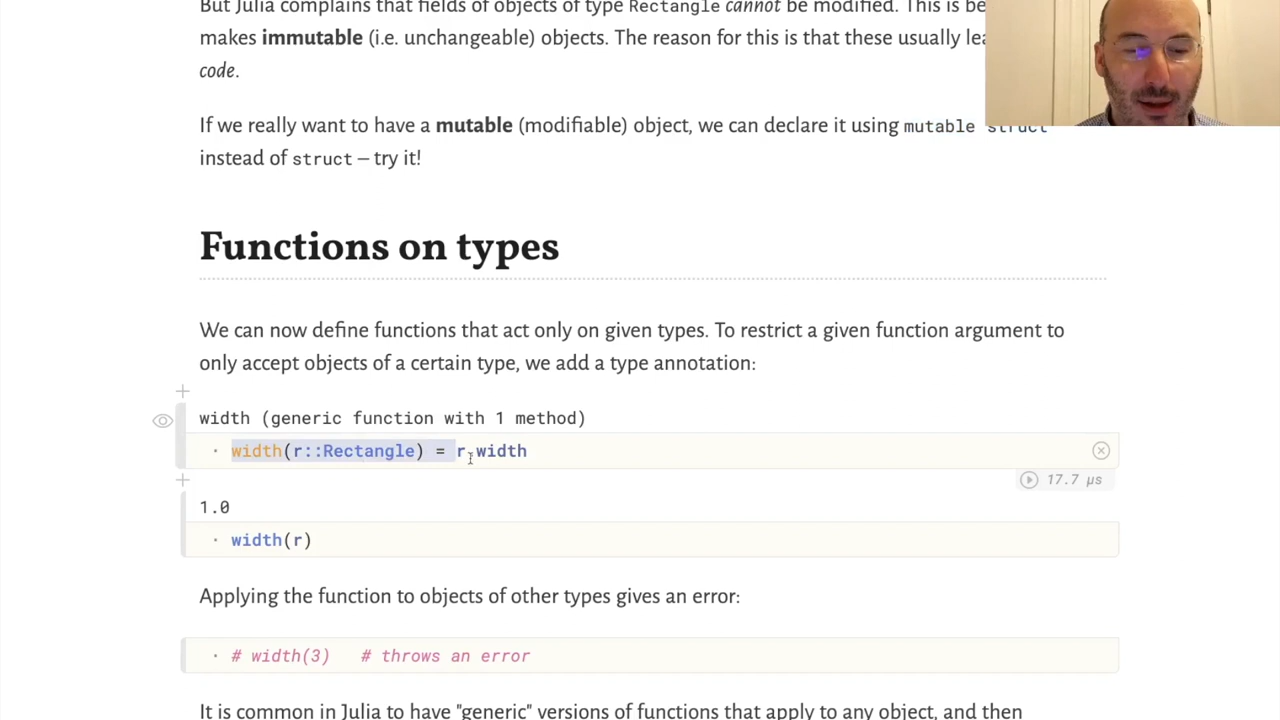 But Julia complains that fields of objects of type Rectangle cannot be modified. This is be
makes immutable (i.e. unchangeable) objects. The reason for this is that these usually lea
code.
If we really want to have a mutable (modifiable) object, we can declare it using mutable struct
instead of struct – try it!
Functions on types
We can now define functions that act only on given types. To restrict a given function argument to
only accept objects of a certain type, we add a type annotation:
width (generic function with 1 method)
width(r::Rectangle) = r.width
17.7 μs
1.0
width(r)
Applying the function to objects of other types gives an error:
# width(3)   # throws an error
It is common in Julia to have "generic" versions of functions that apply to any object, and then